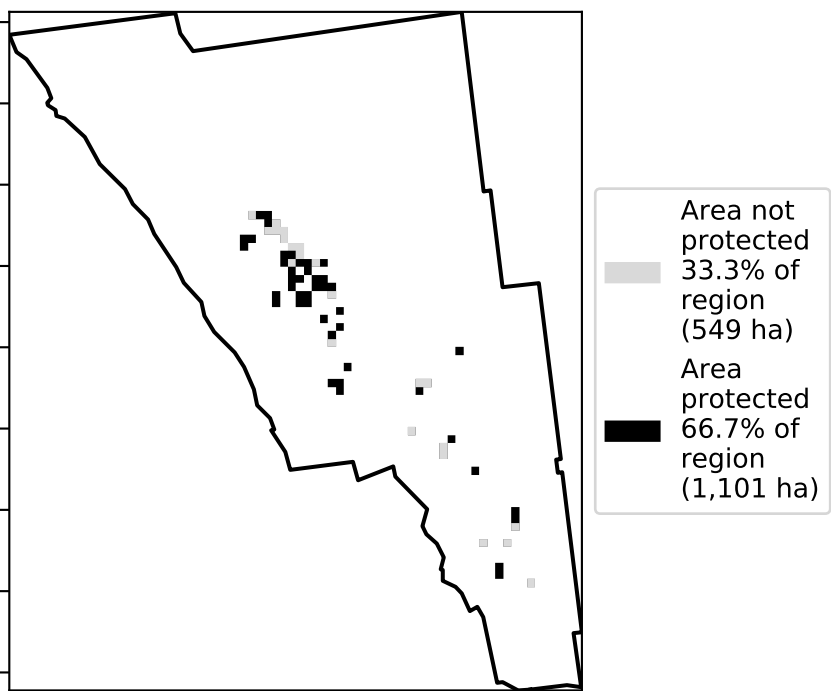 Area not
protected
33.3% of
region
(549 ha)
Area
protected
66.7% of
region
(1,101 ha)